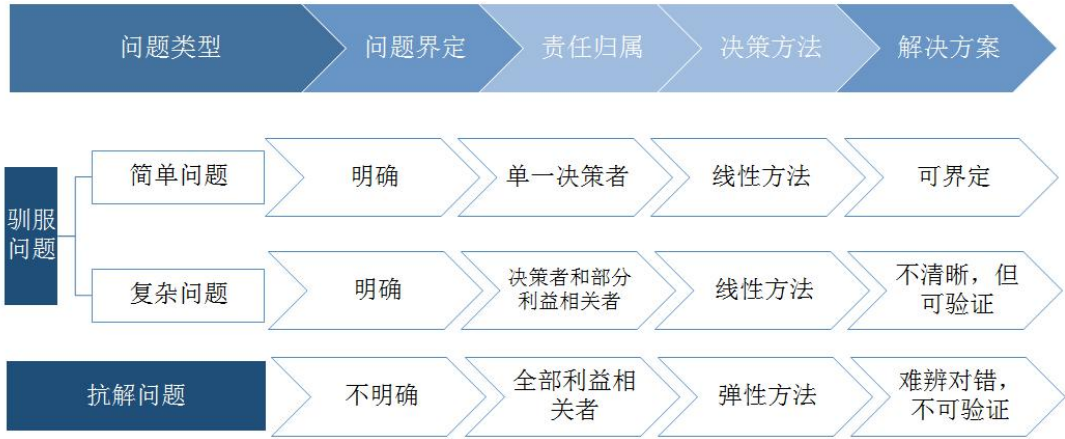 问题类型 问题界定 责任归属 决策方法 解决方案
驯服
问题
简单问题 明确 单一决策者 线性方法 可界定
复杂问题 明确 决策者和部分
利益相关者 线性方法 不清晰，但
可验证
抗解问题 不明确 全部利益相
关者 弹性方法 难辨对错，
不可验证